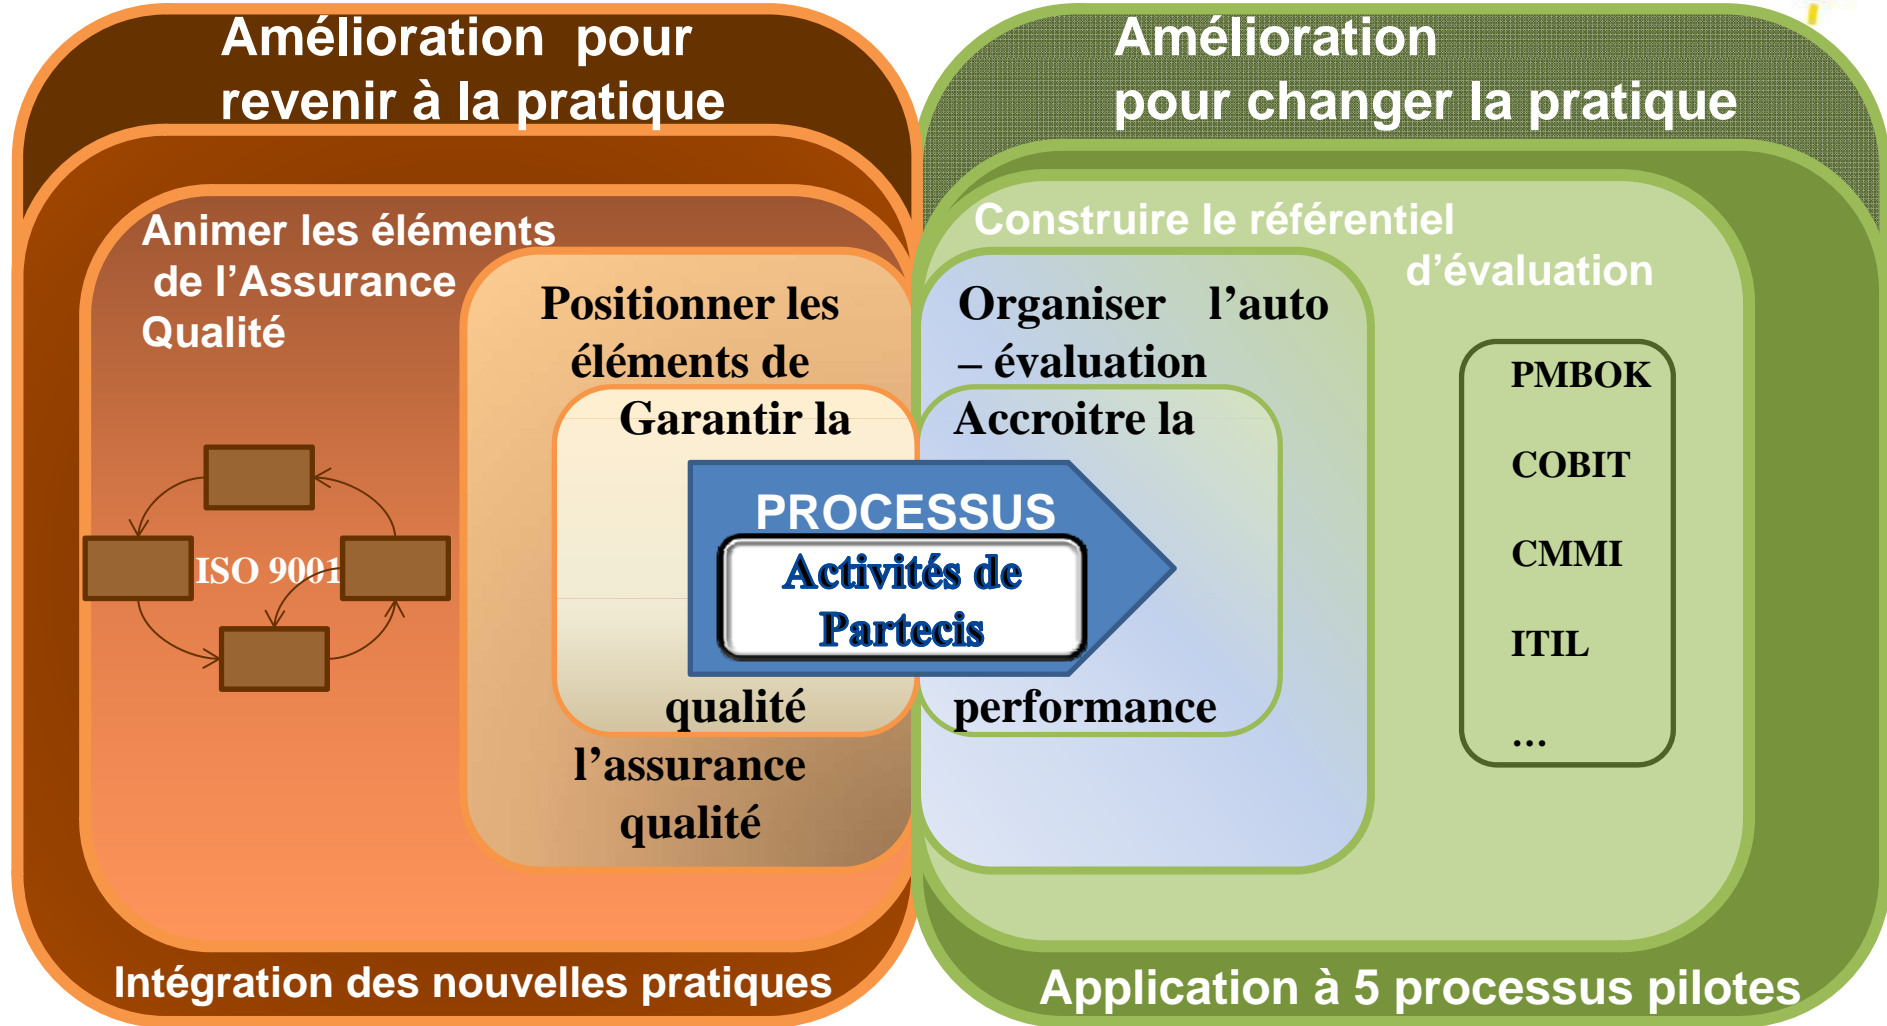 Amélioration pour
revenir à la pratique
Animer les éléments
de l’Assurance
Qualité
ISO 9001
Positionner les
éléments de
Garantir la
qualité
l’assurance
qualité
Intégration des nouvelles pratiques
PROCESSUS
Activités de
Partecis
Amélioration
pour changer la pratique
Construire le référentiel
d’évaluation
Organiser l’auto
– évaluation
Accroitre la
performance
PMBOK
COBIT
CMMI
ITIL
…
Application à 5 processus pilotes